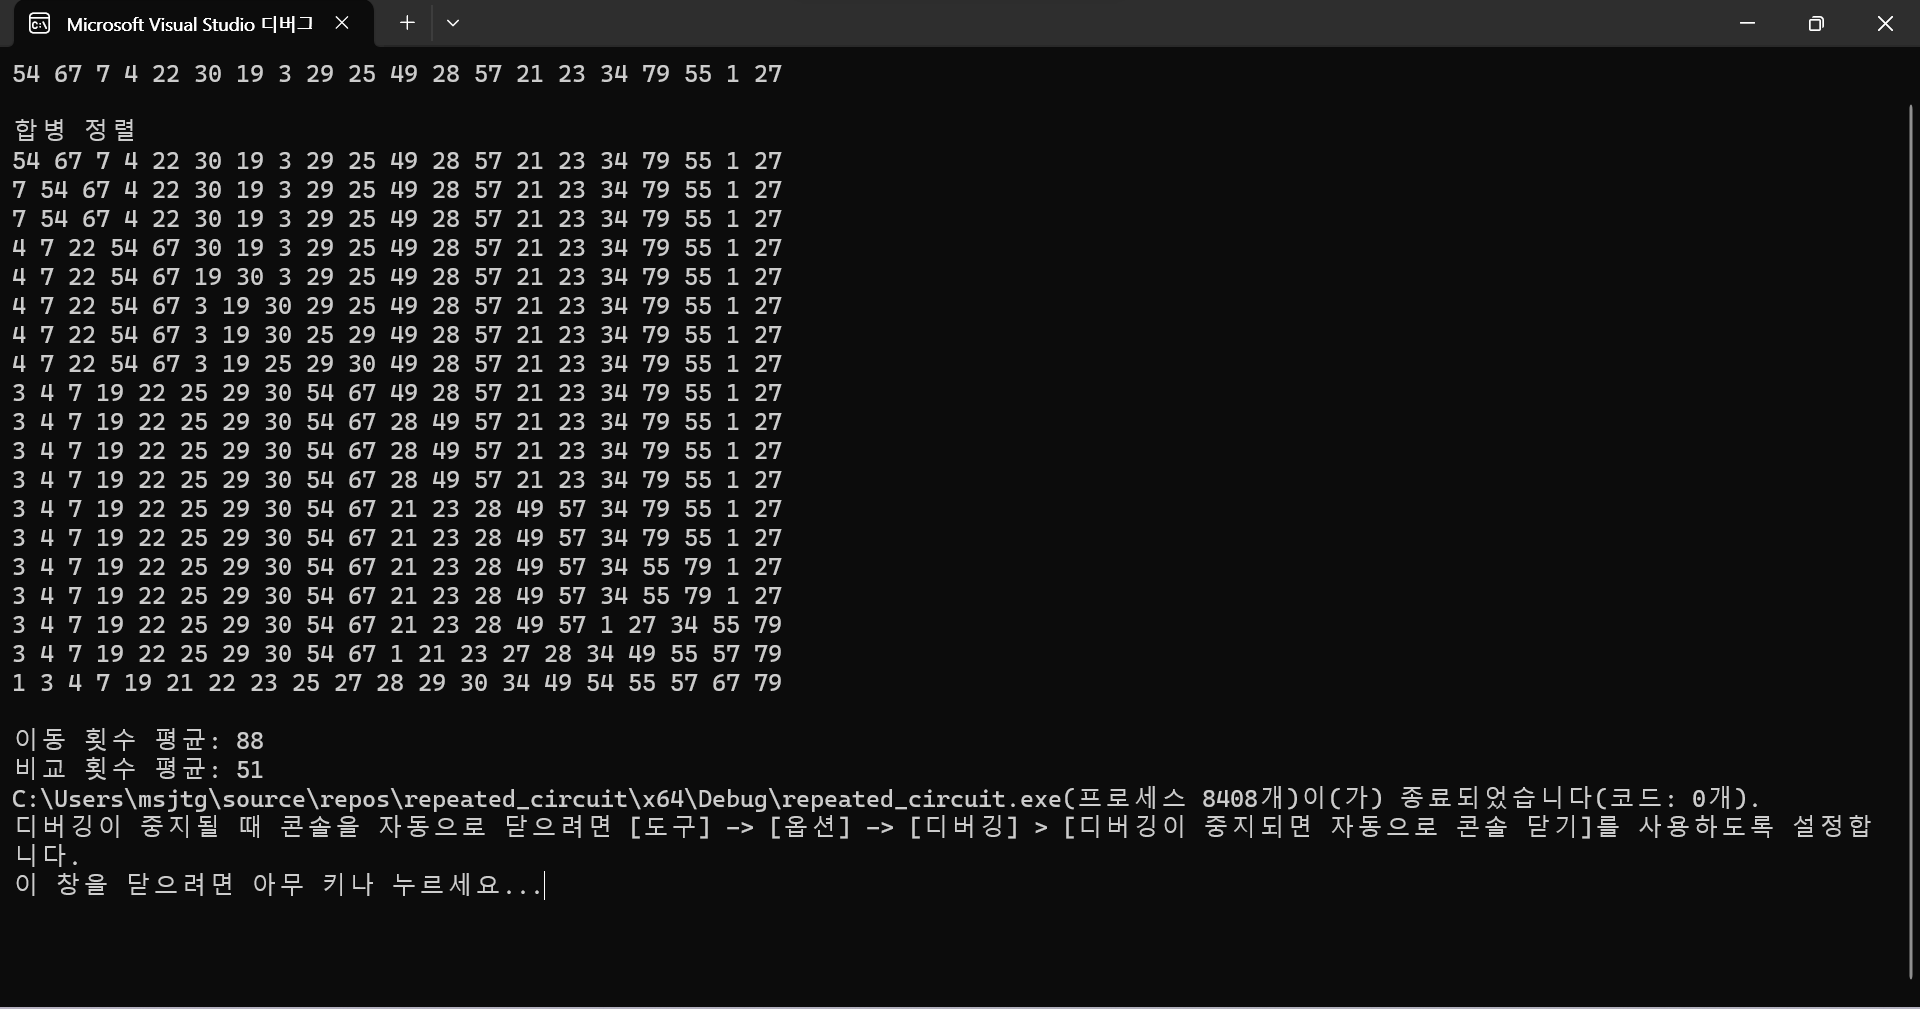 Microsoft Visual Studio 디버그
54 67 7 4 22 30 19 3 29 25 49 28 57 21 23 34 79 55 1 27
합병 정렬
54 67 7 4 22 30 19 3 29 25 49 28 57 21 23 34 79 55 1 27
7 54 67 4 22 30 19 3 29 25 49 28 57 21 23 34 79 55 1 27
7 54 67 4 22 30 19 3 29 25 49 28 57 21 23 34 79 55 1 27
4 7 22 54 67 30 19 3 29 25 49 28 57 21 23 34 79 55 1 27
4 7 22 54 67 19 30 3 29 25 49 28 57 21 23 34 79 55 1 27
4 7 22 54 67 3 19 30 29 25 49 28 57 21 23 34 79 55 1 27
4 7 22 54 67 3 19 30 25 29 49 28 57 21 23 34 79 55 1 27
4 7 22 54 67 3 19 25 29 30 49 28 57 21 23 34 79 55 1 27
3 4 7 19 22 25 29 30 54 67 49 28 57 21 23 34 79 55 1 27
3 4 7 19 22 25 29 30 54 67 28 49 57 21 23 34 79 55 1 27
3 4 7 19 22 25 29 30 54 67 28 49 57 21 23 34 79 55 1 27
3 4 7 19 22 25 29 30 54 67 28 49 57 21 23 34 79 55 1 27
3 4 7 19 22 25 29 30 54 67 21 23 28 49 57 34 79 55 1 27
3 4 7 19 22 25 29 30 54 67 21 23 28 49 57 34 79 55 1 27
3 4 7 19 22 25 29 30 54 67 21 23 28 49 57 34 55 79 1 27
3 4 7 19 22 25 29 30 54 67 21 23 28 49 57 34 55 79 1 27
3 4 7 19 22 25 29 30 54 67 21 23 28 49 57 1 27 34 55 79
3 4 7 19 22 25 29 30 54 67 1 21 23 27 28 34 49 55 57 79
1 3 4 7 19 21 22 23 25 27 28 29 30 34 49 54 55 57 67 79
이동 횟수 평균: 88
비교 횟수 평균: 51
C:\Users\msjtg\source\repos\repeated_circuit\x64\Debug\repeated_circuit.exe(프로세스 8408개)이(가) 종료되었습니다(코드: 0개).
디버깅이 중지될 때 콘솔을 자동으로 닫으려면 [도구] -> [옵션] -> [디버깅] > [디버깅이 중지되면 자동으로 콘솔 닫기]를 사용하도록 설정합
니다.
이 창을 닫으려면 아무 키나 누르세요...